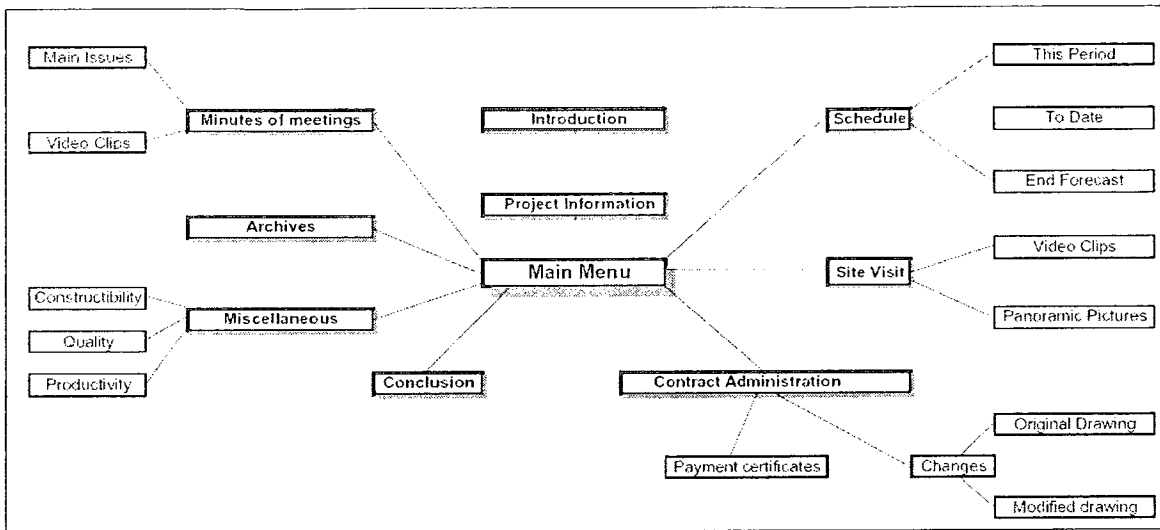 Main Issues
This Period
Minutes of meetings
Introduction
Schedule
To Date
Video Clips
End Forecast
Project Information
Archives
Video Clips
Main Menu
Site Visit
Constructibility
Miscellaneous
Panoramic Pictures
Quality
Productivity
Conclusion
Contract Administration
Original Drawing
Payment certificates
Changes
Modified drawing